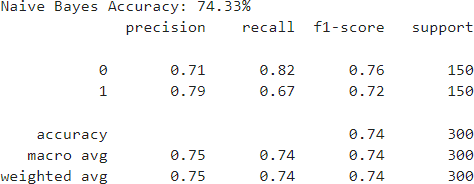 Naive Bayes Accuracy: 74.33%
precision recall f1-score support
0 0.71 0.82 0.76 150
1 0.79 0.67 0.72 150
accuracy 0.74 300
macro avg 0.75 0.74 0.74 300
weighted avg 0.75 0.74 0.74 300